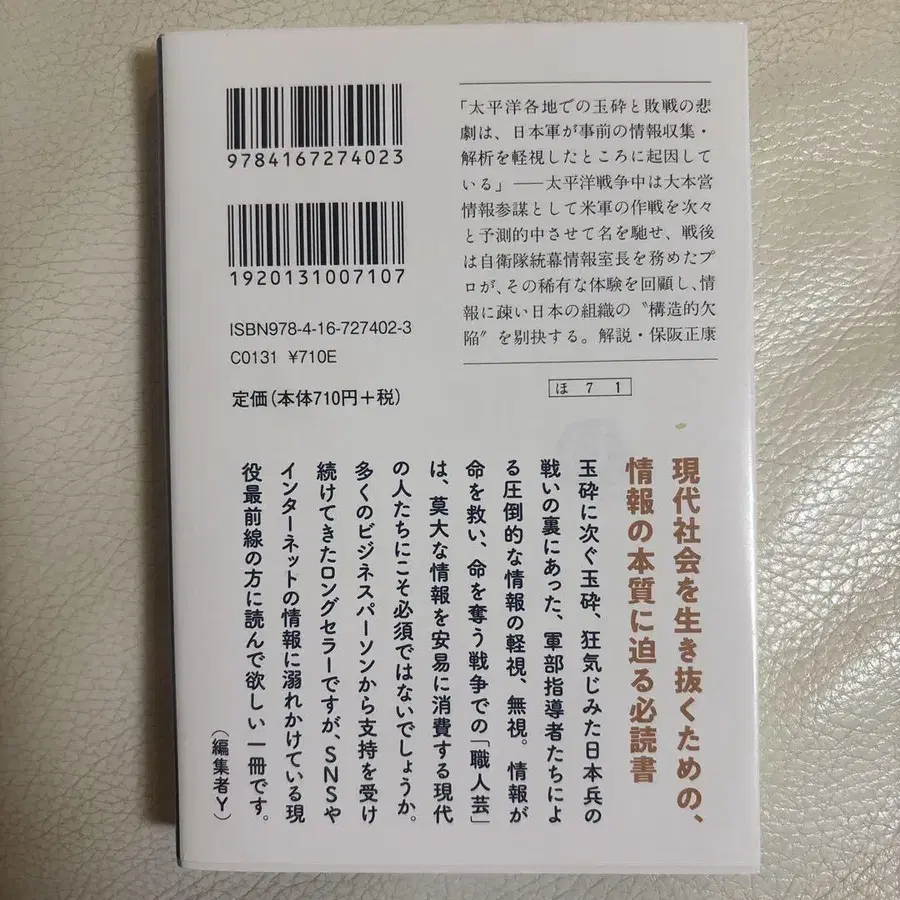 9784167274023
1920131007107
ISBN978-4-16-727402-3
C0131 ¥710E
定価(本体710円+税)
「太平洋各地での玉砕と敗戦の悲
劇は、日本軍が事前の情報収集・
解析を軽視したところに起因して
いる」――太平洋戦争中は大本営
情報参謀として米軍の作戦を次々
と予測的中させて名を馳せ、戦後
は自衛隊統幕情報室長を務めたプ
ロが、その稀有な体験を回顧し、情
報に疎い日本の組織の〝構造的欠
陥〟を剔抉する。解説・保阪正康
ほ 7 1
現代社会を生き抜くための、
情報の本質に迫る必読書
玉砕に次ぐ玉砕、狂気じみた日本兵の
戦いの裏にあった、軍部指導者たちによ
る圧倒的な情報の軽視、無視。情報が
命を救い、命を奪う戦争での「職人芸」
は、莫大な情報を安易に消費する現代
の人たちにこそ必須ではないでしょうか。
多くのビジネスパーソンから支持を受け
続けてきたロングセラーですが、SNSや
インターネットの情報に溺れかけている現
役最前線の方に読んで欲しい一冊です。
(編集者Y)